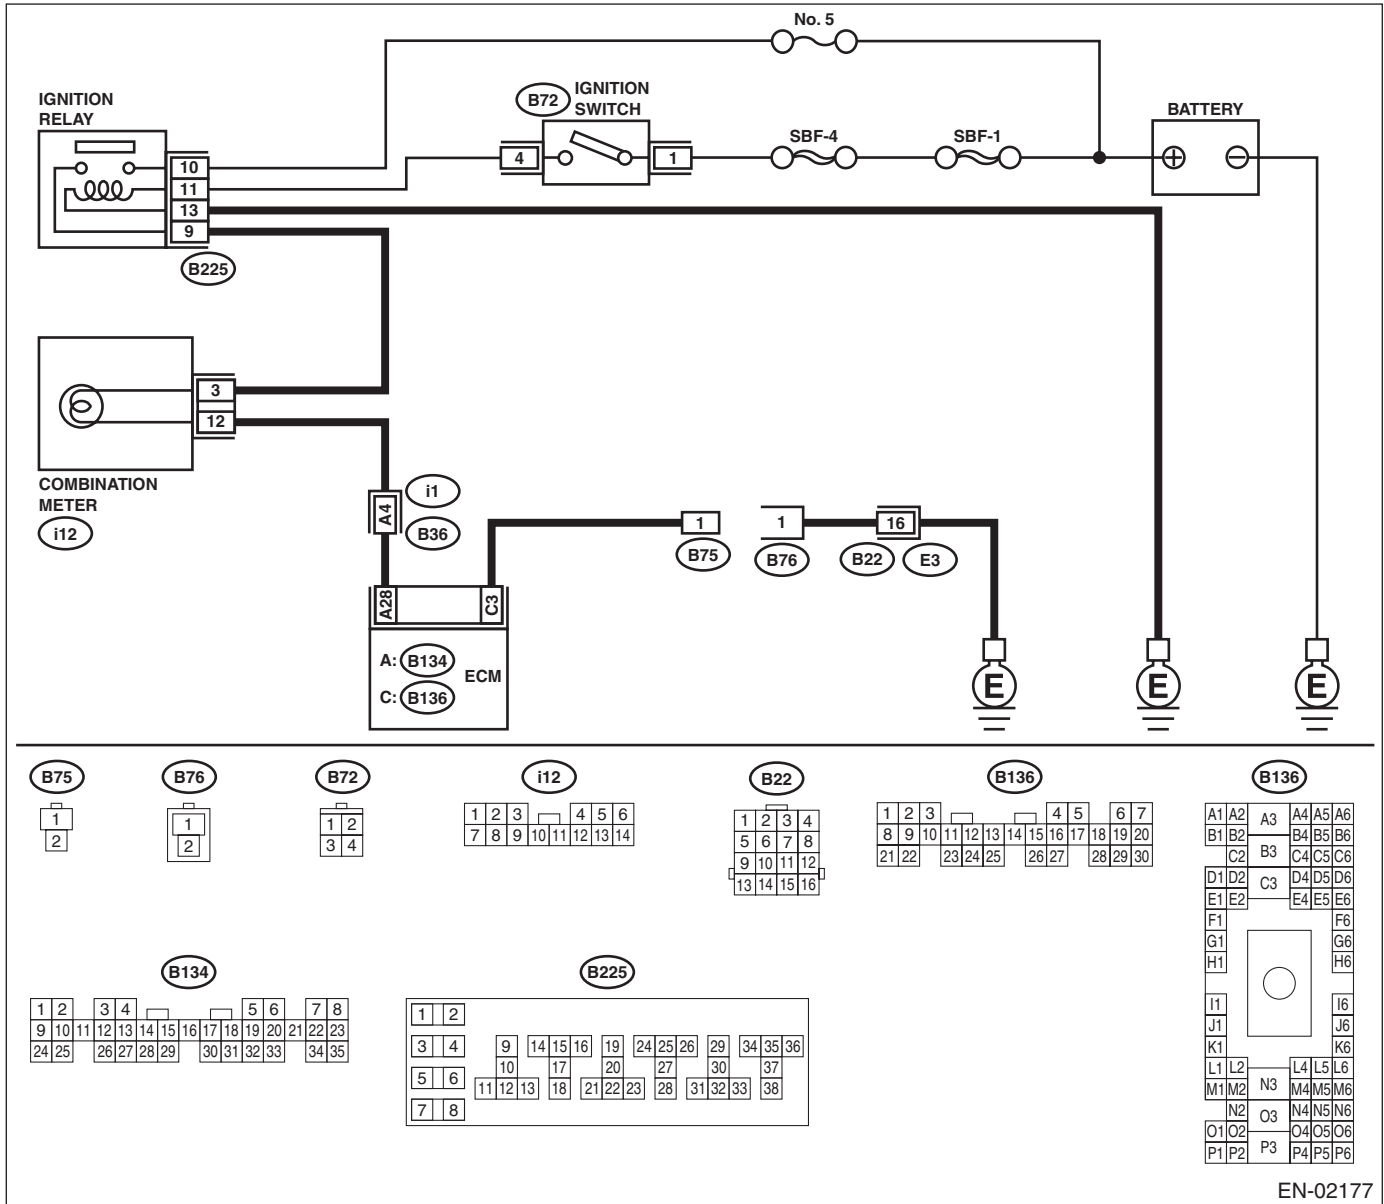 No. 5
IGNITION
RELAY
B72
IGNITION
SWITCH
SBF-4
SBF-1
BATTERY
4
1
+
−
10
11
13
9
B225
3
12
COMBINATION
METER
i12
A4
i1
B36
1
B75
1
B76
16
B22
E3
A28
C3
A: B134
ECM
C: B136
E
E
E
B75
1
2
B76
1
2
B72
1 2
3 4
i12
1 2 3 4 5 6
7 8 9 10 11 12 13 14
B22
1 2 3 4
5 6 7 8
9 10 11 12
13 14 15 16
B136
1 2 3 4 5 6 7
8 9 10 11 12 13 14 15 16 17 18 19 20
21 22 23 24 25 26 27 28 29 30
B136
A1 A2 A3 A4 A5 A6
B1 B2 B4 B5 B6
C2 B3 C4 C5 C6
D1 D2 C3 D4 D5 D6
E1 E2 E4 E5 E6
F1 F6
G1 G6
H1 H6
I1 I6
J1 J6
K1 K6
L1 L2 L4 L5 L6
M1 M2 N3 M4 M5 M6
N2 O3 N4 N5 N6
O1 O2 O4 O5 O6
P1 P2 P3 P4 P5 P6
B134
1 2 3 4 5 6 7 8
9 10 11 12 13 14 15 16 17 18 19 20 21 22 23
24 25 26 27 28 29 30 31 32 33 34 35
B225
1 2
3 4 9 14 15 16 19 24 25 26 29 34 35 36
10 17 20 27 30 37
5 6 11 12 13 18 21 22 23 28 31 32 33 38
7 8
EN-02177